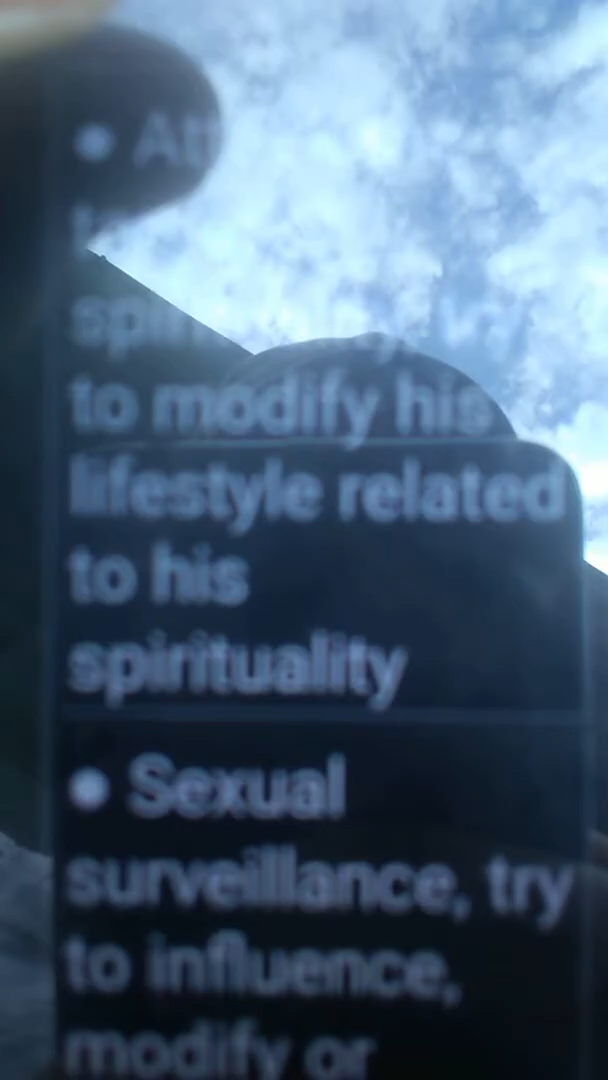 to modify his
lifestyle related
to his
spirituality
• Sexual
surveillance, try
to influence,
modify or